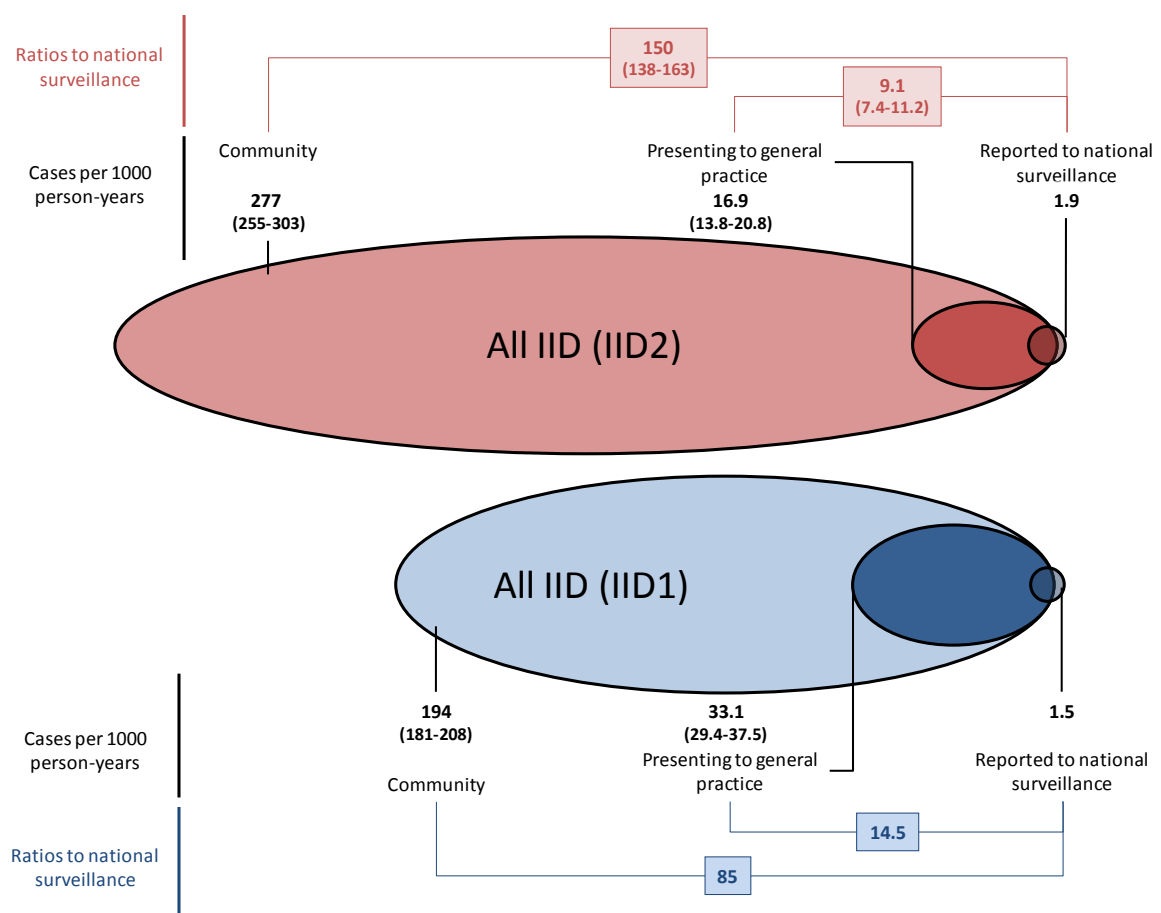 Ratios to national
surveillance
150
(138-163)
9.1
(7.4-11.2)
Cases per 1000
person-years
Community
277
(255-303)
Presenting to general
practice
16.9
(13.8-20.8)
Reported to national
surveillance
1.9
All IID (IID2)
All IID (IID1)
Cases per 1000
person-years
194
(181-208)
Community
33.1
(29.4-37.5)
Presenting to general
practice
1.5
Reported to national
surveillance
Ratios to national
surveillance
14.5
85